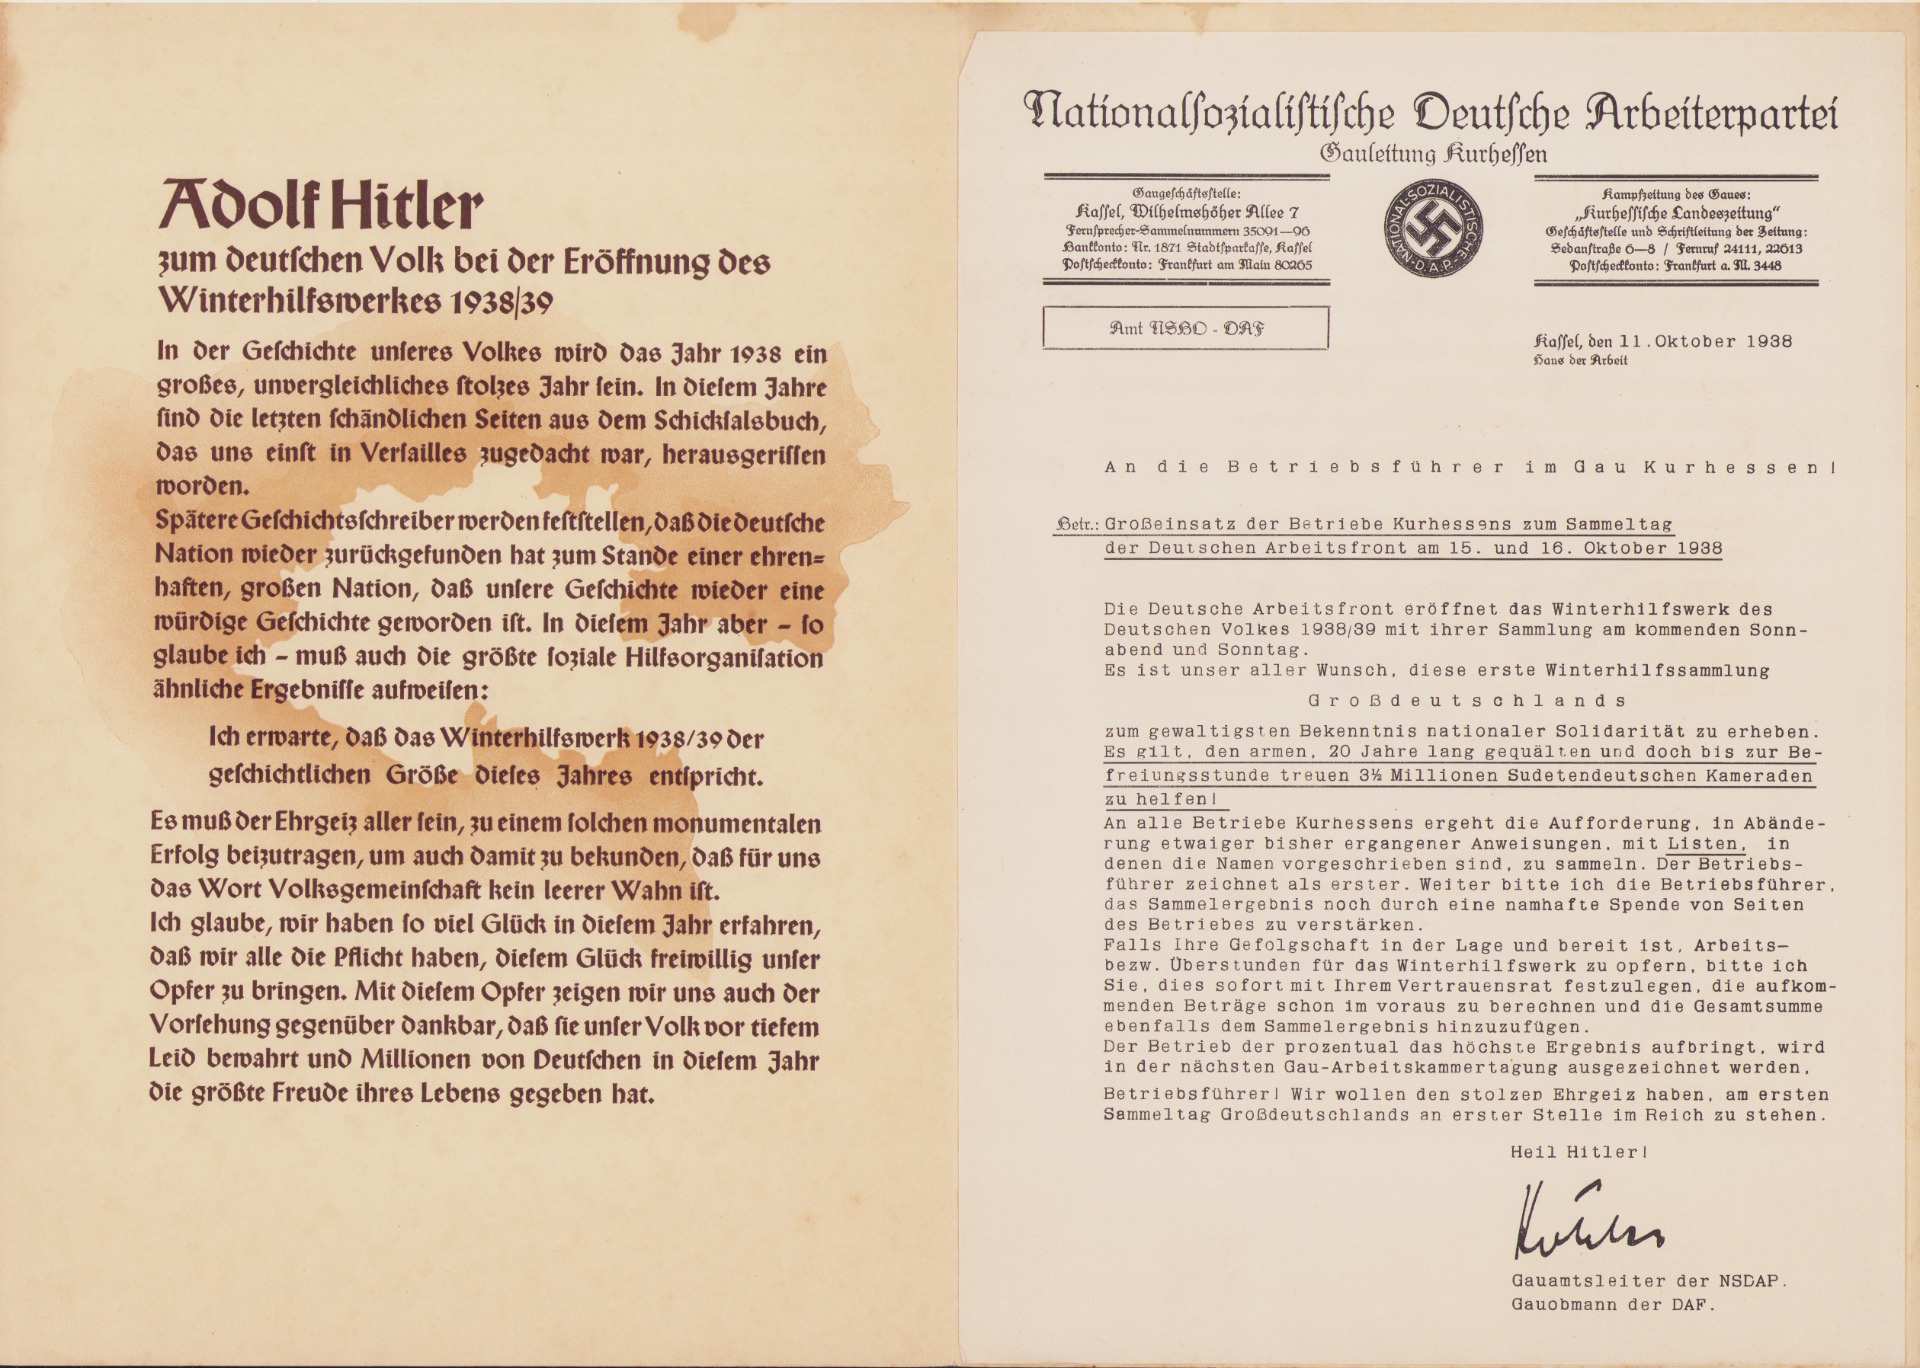 Adolf Hitler
zum deutschen Volk bei der Eröffnung des
Winterhilfswerkes 1938/39
In der Geschichte unseres Volkes wird das Jahr 1938 ein
großes, unvergleichliches stolzes Jahr sein. In diesem Jahre
sind die letzten schändlichen Seiten aus dem Schicksalsbuch,
das uns einst in Versailles zugedacht war, herausgerissen
worden.
Spätere Geschichtsschreiber werden feststellen, daß die deutsche
Nation wieder zurückgefunden hat zum Stande einer ehren-
haften, großen Nation, daß unsere Geschichte wieder eine
würdige Geschichte geworden ist. In diesem Jahr aber – so
glaube ich – muß auch die größte soziale Hilfsorganisation
ähnliche Ergebnisse aufweisen:
Ich erwarte, daß das Winterhilfswerk 1938/39 der
geschichtlichen Größe dieses Jahres entspricht.
Es muß der Ehrgeiz aller sein, zu einem solchen monumentalen
Erfolg beizutragen, um auch damit zu bekunden, daß für uns
das Wort Volksgemeinschaft kein leerer Wahn ist.
Ich glaube, wir haben so viel Glück in diesem Jahr erfahren,
daß wir alle die Pflicht haben, diesem Glück freiwillig unser
Opfer zu bringen. Mit diesem Opfer zeigen wir uns auch der
Vorsehung gegenüber dankbar, daß sie unser Volk vor tiefem
Leid bewahrt und Millionen von Deutschen in diesem Jahr
die größte Freude ihres Lebens gegeben hat.
Nationalsozialistische Deutsche Arbeiterpartei
Gauleitung Kurhessen
Gaugeschäftsstelle:
Kassel, Wilhelmshöher Allee 7
Fernsprecher-Sammelnummern 35091—96
Bankkonto: Nr. 1871 Stadtsparkasse, Kassel
Postscheckkonto: Frankfurt am Main 80265
NATIONAL-SOZIALISTISCHE N.S.D.A.P.
Kampfzeitung des Gaues:
„Kurhessische Landeszeitung“
Geschäftsstelle und Schriftleitung der Zeitung:
Sedanstraße 6—8 / Fernruf 24111, 22613
Postscheckkonto: Frankfurt a. M. 3448
Amt NSBO - DAF
Kassel, den 11. Oktober 1938
Haus der Arbeit
An die Betriebsführer im Gau Kurhessen!
Betr.: Großeinsatz der Betriebe Kurhessens zum Sammeltag
der Deutschen Arbeitsfront am 15. und 16. Oktober 1938
Die Deutsche Arbeitsfront eröffnet das Winterhilfswerk des
Deutschen Volkes 1938/39 mit ihrer Sammlung am kommenden Sonn-
abend und Sonntag.
Es ist unser aller Wunsch, diese erste Winterhilfssammlung
Großdeutschlands
zum gewaltigsten Bekenntnis nationaler Solidarität zu erheben.
Es gilt, den armen, 20 Jahre lang gequälten und doch bis zur Be-
freiungsstunde treuen 3½ Millionen Sudetendeutschen Kameraden
zu helfen!
An alle Betriebe Kurhessens ergeht die Aufforderung, in Abände-
rung etwaiger bisher ergangener Anweisungen, mit Listen, in
denen die Namen vorgeschrieben sind, zu sammeln. Der Betriebs-
führer zeichnet als erster. Weiter bitte ich die Betriebsführer,
das Sammelergebnis noch durch eine namhafte Spende von Seiten
des Betriebes zu verstärken.
Falls Ihre Gefolgschaft in der Lage und bereit ist, Arbeits-
bezw. Überstunden für das Winterhilfswerk zu opfern, bitte ich
Sie, dies sofort mit Ihrem Vertrauensrat festzulegen, die aufkom-
menden Beträge schon im voraus zu berechnen und die Gesamtsumme
ebenfalls dem Sammelergebnis hinzuzufügen.
Der Betrieb der prozentual das höchste Ergebnis aufbringt, wird
in der nächsten Gau-Arbeitskammertagung ausgezeichnet werden.
Betriebsführer! Wir wollen den stolzen Ehrgeiz haben, am ersten
Sammeltag Großdeutschlands an erster Stelle im Reich zu stehen.
Heil Hitler!
Gauamtsleiter der NSDAP.
Gauobmann der DAF.